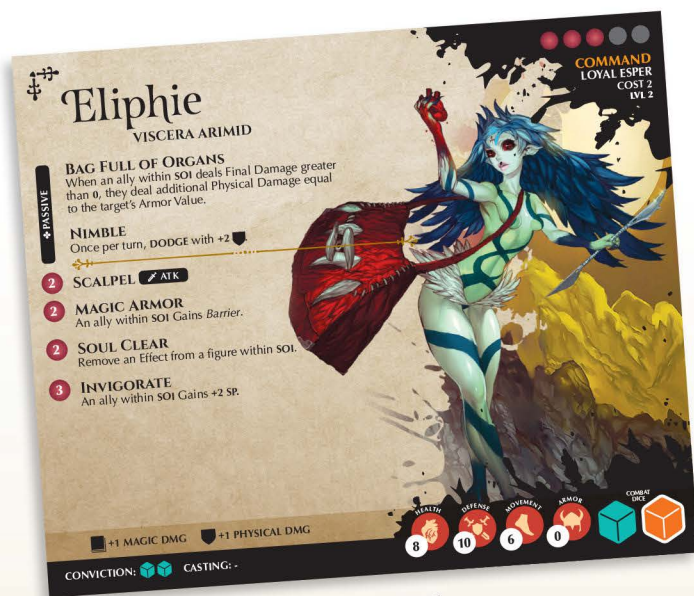 Eliphie
VISCERA ARIMID
COMMAND
LOYAL ESPER
COST 2
LVL 2
PASSIVE
BAG FULL OF ORGANS
When an ally within SOI deals Final Damage greater
than 0, they deal additional Physical Damage equal
to the target's Armor Value.
NIMBLE
Once per turn, DODGE with +2
2 SCALPEL ATK
2 MAGIC ARMOR
An ally within SOI Gains Barrier.
2 SOUL CLEAR
Remove an Effect from a figure within SOI.
3 INVIGORATE
An ally within SOI Gains +2 SP.
+1 MAGIC DMG +1 PHYSICAL DMG
HEALTH DEFENSE MOVEMENT ARMOR COMBAT
DICE
8 10 6 0
CONVICTION: CASTING: -